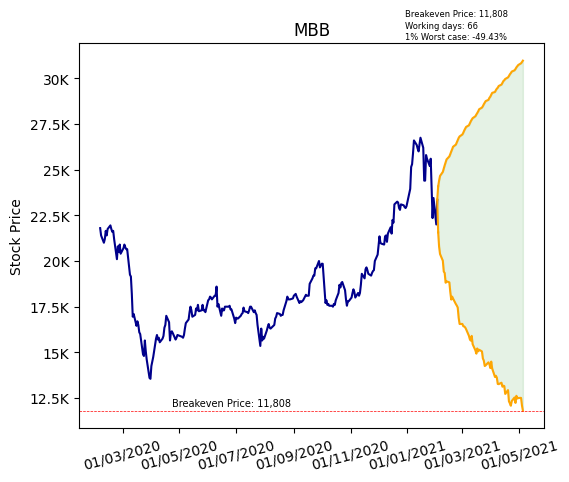 Breakeven Price: 11,808
Working days: 66
1% Worst case: -49.43%
MBB
Stock Price
30K
27.5K
25K
22.5K
20K
17.5K
15K
12.5K
Breakeven Price: 11,808
01/03/2020 01/05/2020 01/07/2020 01/09/2020 01/11/2020 01/01/2021 01/03/2021 01/05/2021